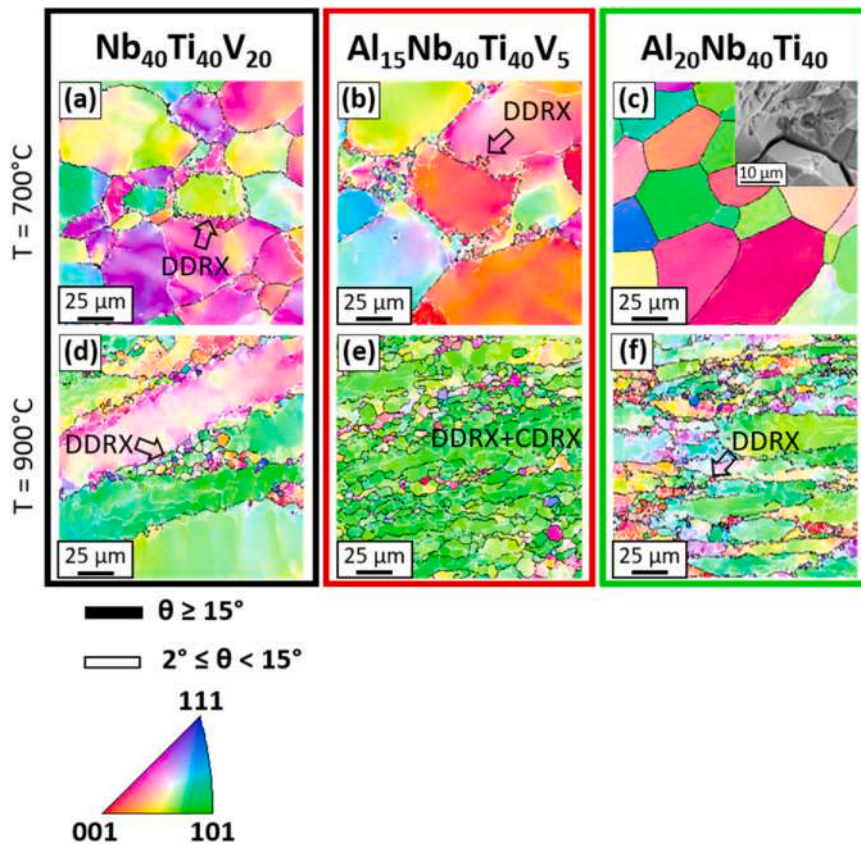 Nb₄₀Ti₄₀V₂₀ Al₁₅Nb₄₀Ti₄₀V₅ Al₂₀Nb₄₀Ti₄₀
T = 700°C
(a)
DDRX
25 µm
(b)
DDRX
25 µm
(c)
10 µm
25 µm
T = 900°C
(d)
DDRX
25 µm
(e)
DDRX+CDRX
25 µm
(f)
DDRX
25 µm
θ ≥ 15°
2° ≤ θ < 15°
111
001 101